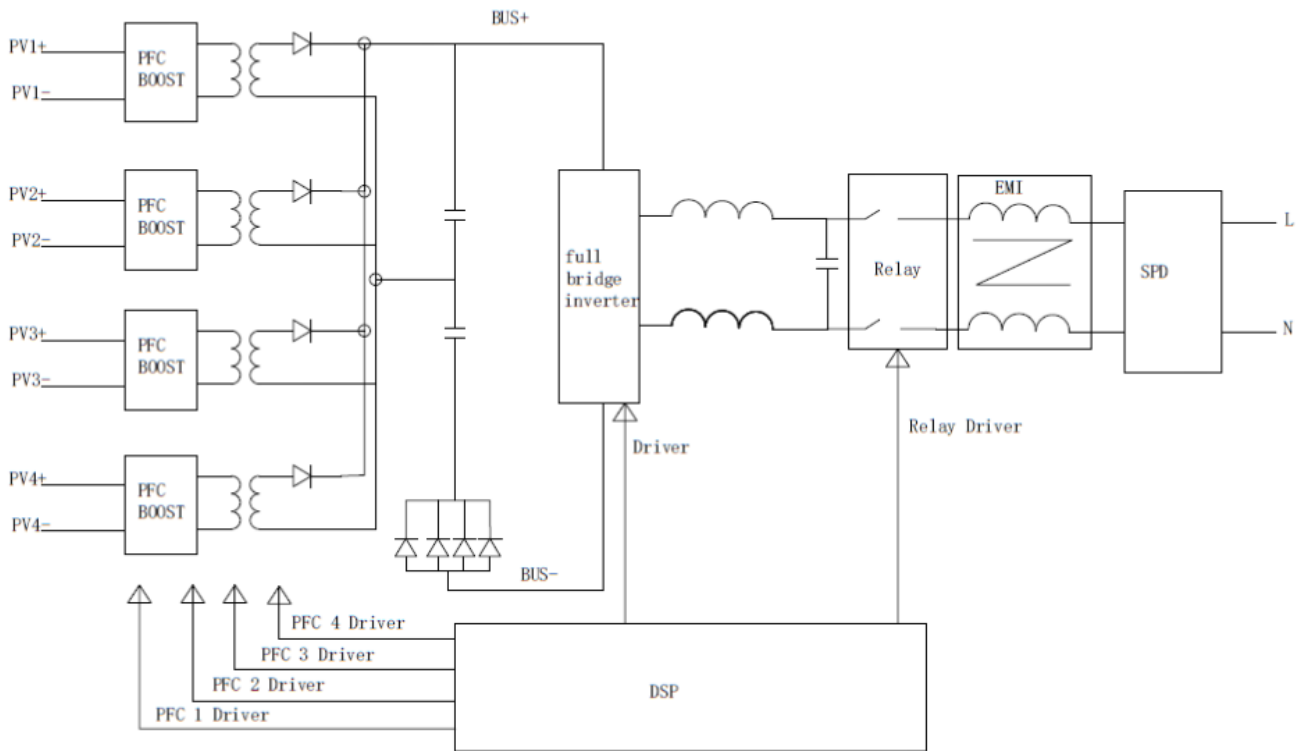 BUS+
PV1+
PFC
BOOST
PV1-
PV2+
PFC
BOOST
PV2-
EMI
L
full
bridge
inverter
Relay
SPD
N
PV3+
PFC
BOOST
PV3-
Driver
Relay Driver
PV4+
PFC
BOOST
PV4-
BUS-
PFC 4 Driver
PFC 3 Driver
PFC 2 Driver
PFC 1 Driver
DSP